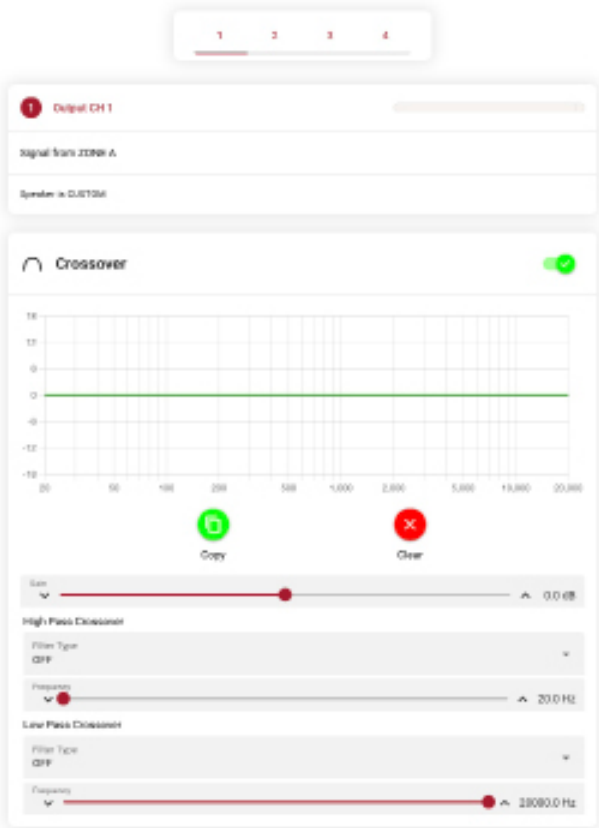 1 2 3 4
1 Output CH 1
Signal from ZONE A
Speaker is CUSTOM
Crossover
18
12
6
0
-6
-12
-18
20 50 100 200 500 1,000 2,000 5,000 10,000 20,000
Copy Clear
Gain
0.0 dB
High Pass Crossover
Filter Type
OFF
Frequency
20.0 Hz
Low Pass Crossover
Filter Type
OFF
Frequency
20000.0 Hz